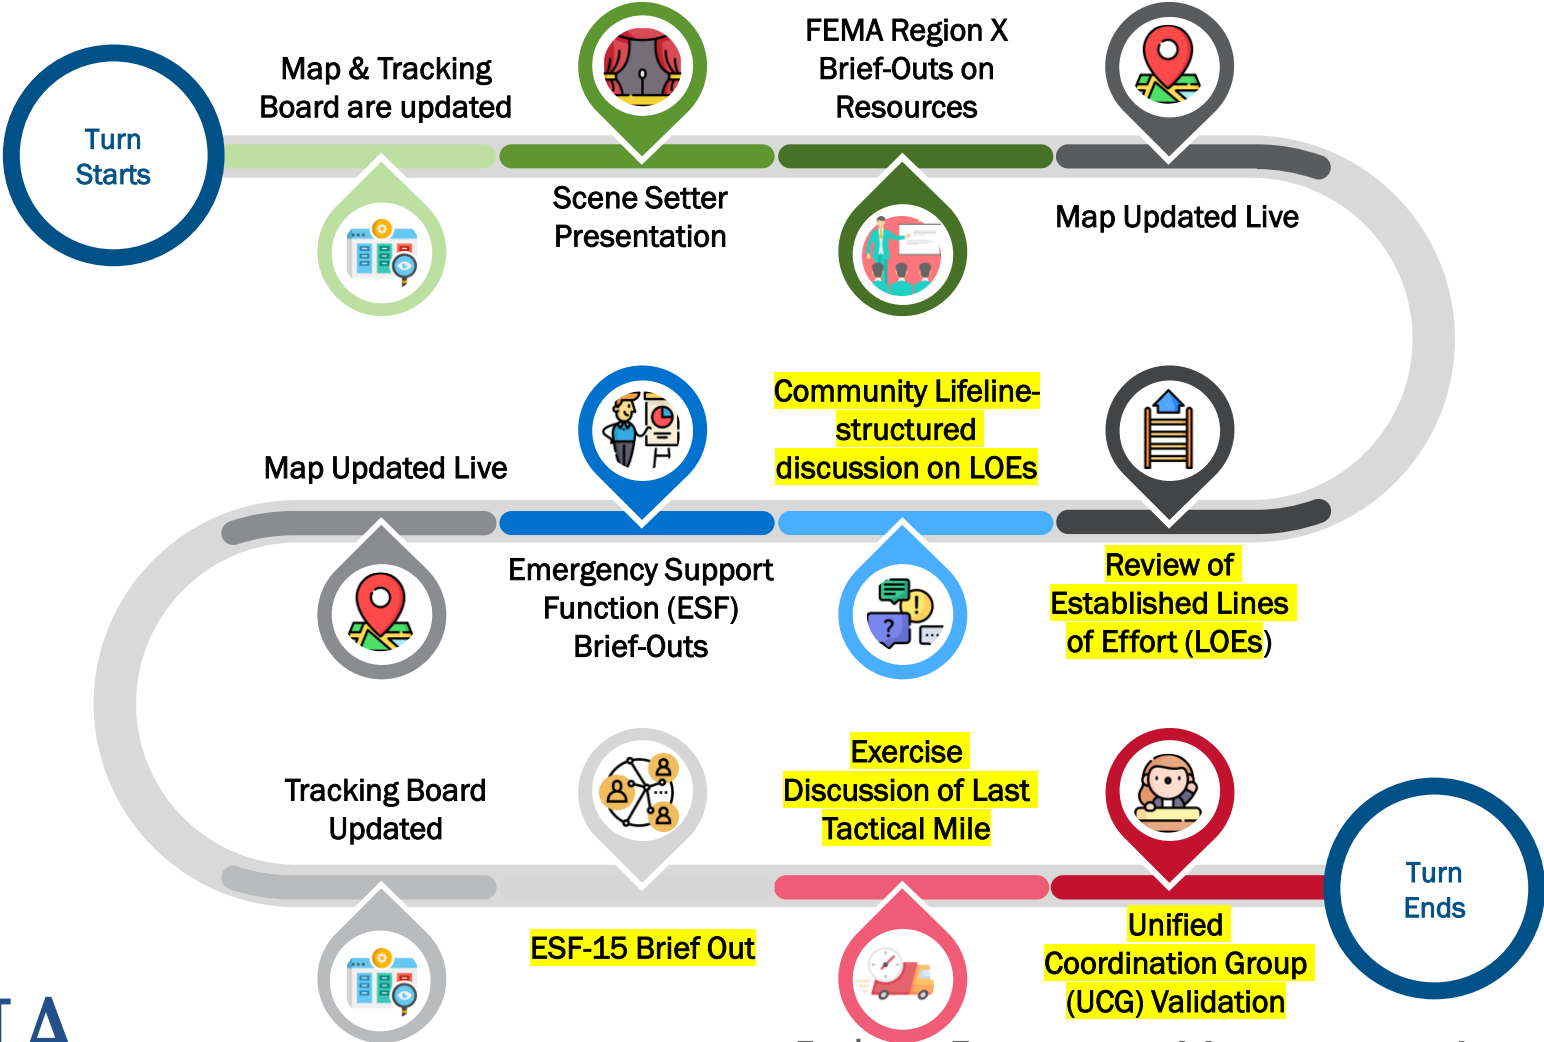 Turn
Starts
Map & Tracking
Board are updated
Scene Setter
Presentation
FEMA Region X
Brief-Outs on
Resources
Map Updated Live
Review of
Established Lines
of Effort (LOEs)
Community Lifeline-
structured
discussion on LOEs
Emergency Support
Function (ESF)
Brief-Outs
Map Updated Live
Tracking Board
Updated
ESF-15 Brief Out
Exercise
Discussion of Last
Tactical Mile
Unified
Coordination Group
(UCG) Validation
Turn
Ends